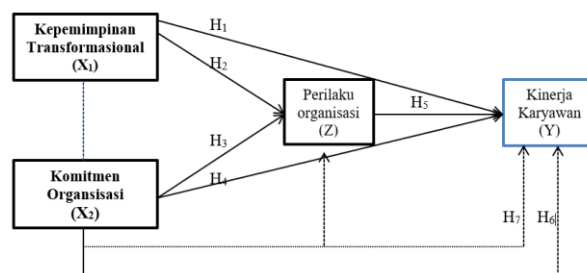 Kepemimpinan
Transformasional
(X₁)
H₁
H₂
Perilaku
organisasi
(Z)
H₅
Kinerja
Karyawan
(Y)
H₃
Komitmen
Organsisasi
(X₂)
H₄
H₇
H₆